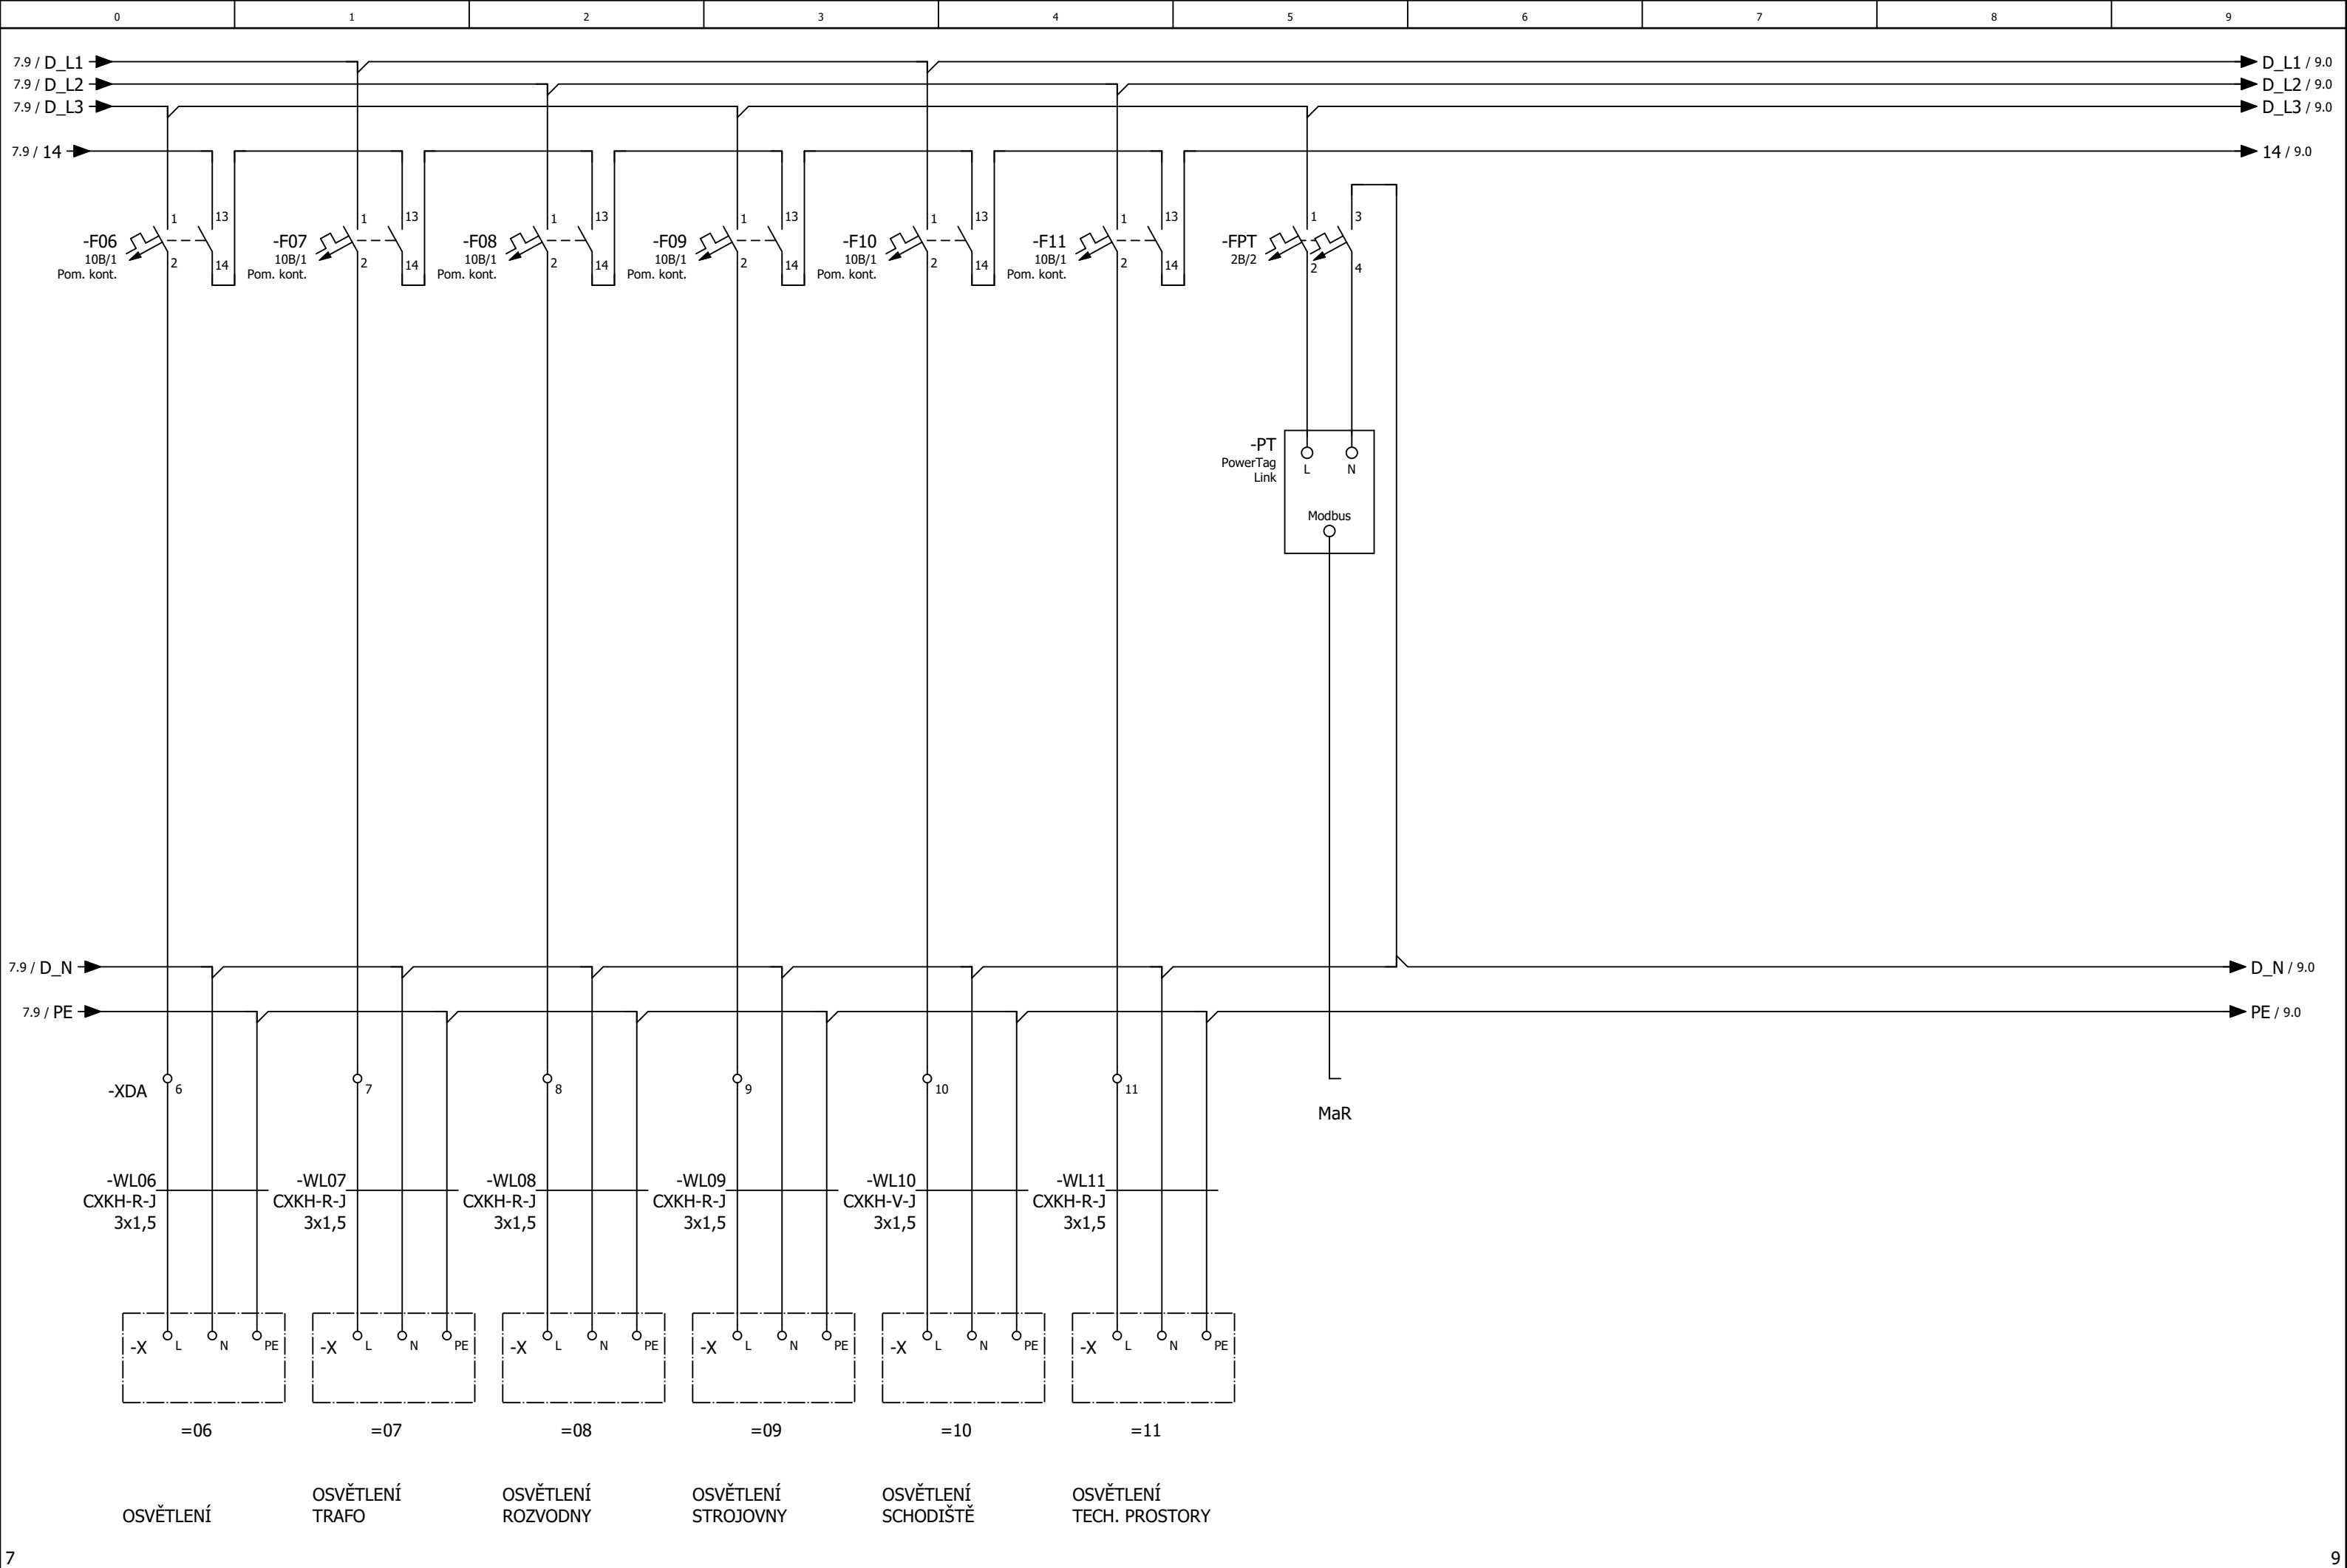 0 1 2 3 4 5 6 7 8 9
7.9 / D_L1 D_L1 / 9.0
7.9 / D_L2 D_L2 / 9.0
7.9 / D_L3 D_L3 / 9.0
7.9 / 14 14 / 9.0
1 13 1 13 1 13 1 13 1 13 1 13 1 3
-F06 -F07 -F08 -F09 -F10 -F11 -FPT
10B/1 10B/1 10B/1 10B/1 10B/1 10B/1 2B/2
2 14 2 14 2 14 2 14 2 14 2 14 2 4
Pom. kont. Pom. kont. Pom. kont. Pom. kont. Pom. kont. Pom. kont.
-PT
PowerTag
Link
L N
Modbus
7.9 / D_N D_N / 9.0
7.9 / PE PE / 9.0
-XDA 6 7 8 9 10 11
MaR
-WL06 -WL07 -WL08 -WL09 -WL10 -WL11
CXKH-R-J CXKH-R-J CXKH-R-J CXKH-R-J CXKH-V-J CXKH-R-J
3x1,5 3x1,5 3x1,5 3x1,5 3x1,5 3x1,5
-X L N PE -X L N PE -X L N PE -X L N PE -X L N PE -X L N PE
=06 =07 =08 =09 =10 =11
OSVĚTLENÍ OSVĚTLENÍ OSVĚTLENÍ OSVĚTLENÍ OSVĚTLENÍ
OSVĚTLENÍ TRAFO ROZVODNY STROJOVNY SCHODIŠTĚ TECH. PROSTORY
7 9